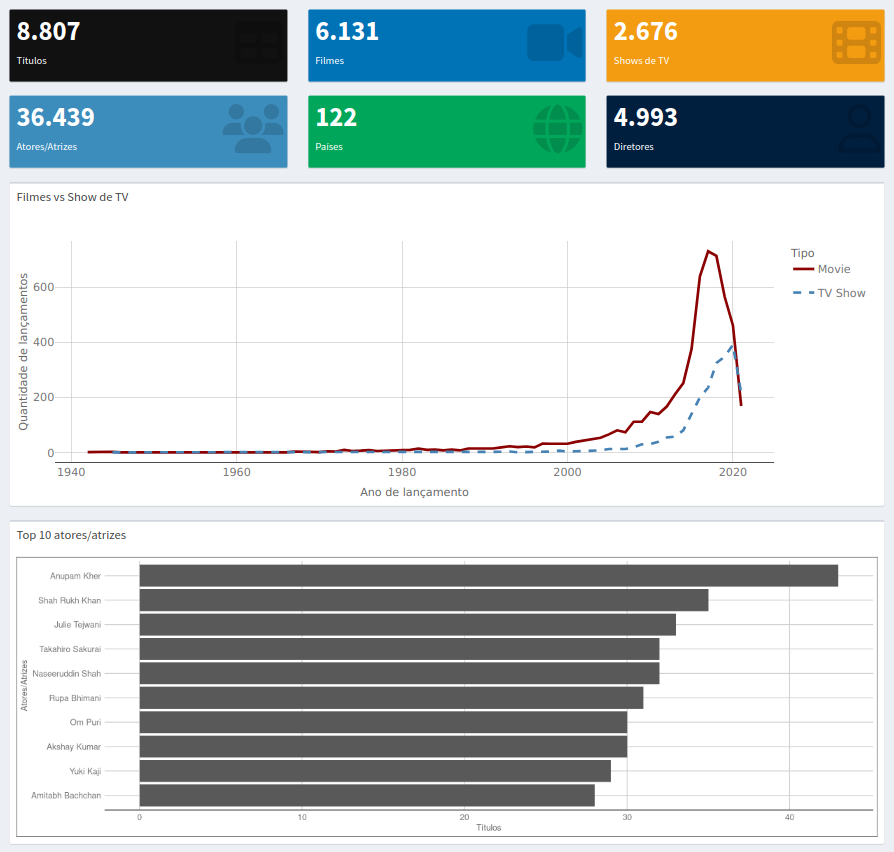 8.807
Títulos
6.131
Filmes
2.676
Shows de TV
36.439
Atores/Atrizes
122
Países
4.993
Diretores
Filmes vs Show de TV
Quantidade de lançamentos
600
400
200
0
1940
1960
1980
2000
2020
Ano de lançamento
Tipo
Movie
TV Show
Top 10 atores/atrizes
Atores/Atrizes
Anupam Kher
Shah Rukh Khan
Julie Tejwani
Takahiro Sakurai
Naseeruddin Shah
Rupa Bhimani
Om Puri
Akshay Kumar
Yuki Kaji
Amitabh Bachchan
0
10
20
30
40
Títulos